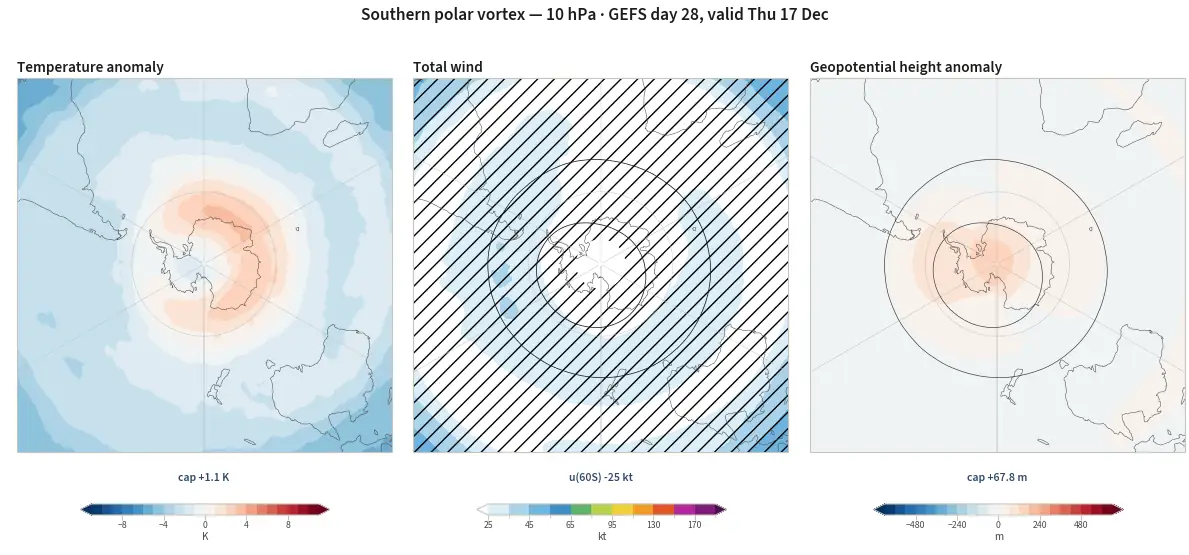 Southern polar vortex — 10 hPa · GEFS day 28, valid Thu 17 Dec
Temperature anomaly
Total wind
Geopotential height anomaly
cap +1.1 K
u(60S) -25 kt
cap +67.8 m
−8 −4 0 4 8
K
25 45 65 95 130 170
kt
−480 −240 0 240 480
m